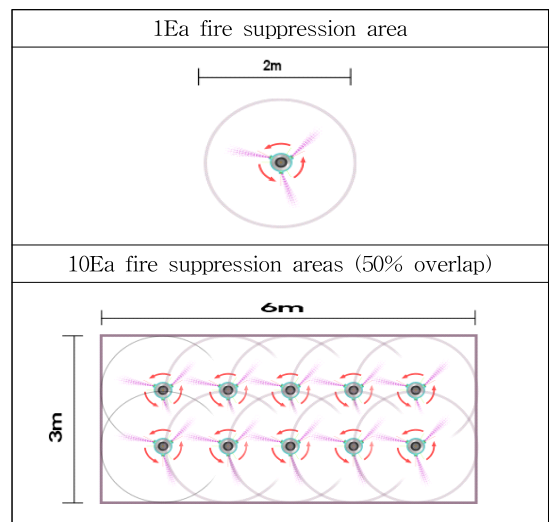 1Ea fire suppression area
2m
10Ea fire suppression areas (50% overlap)
6m
3m